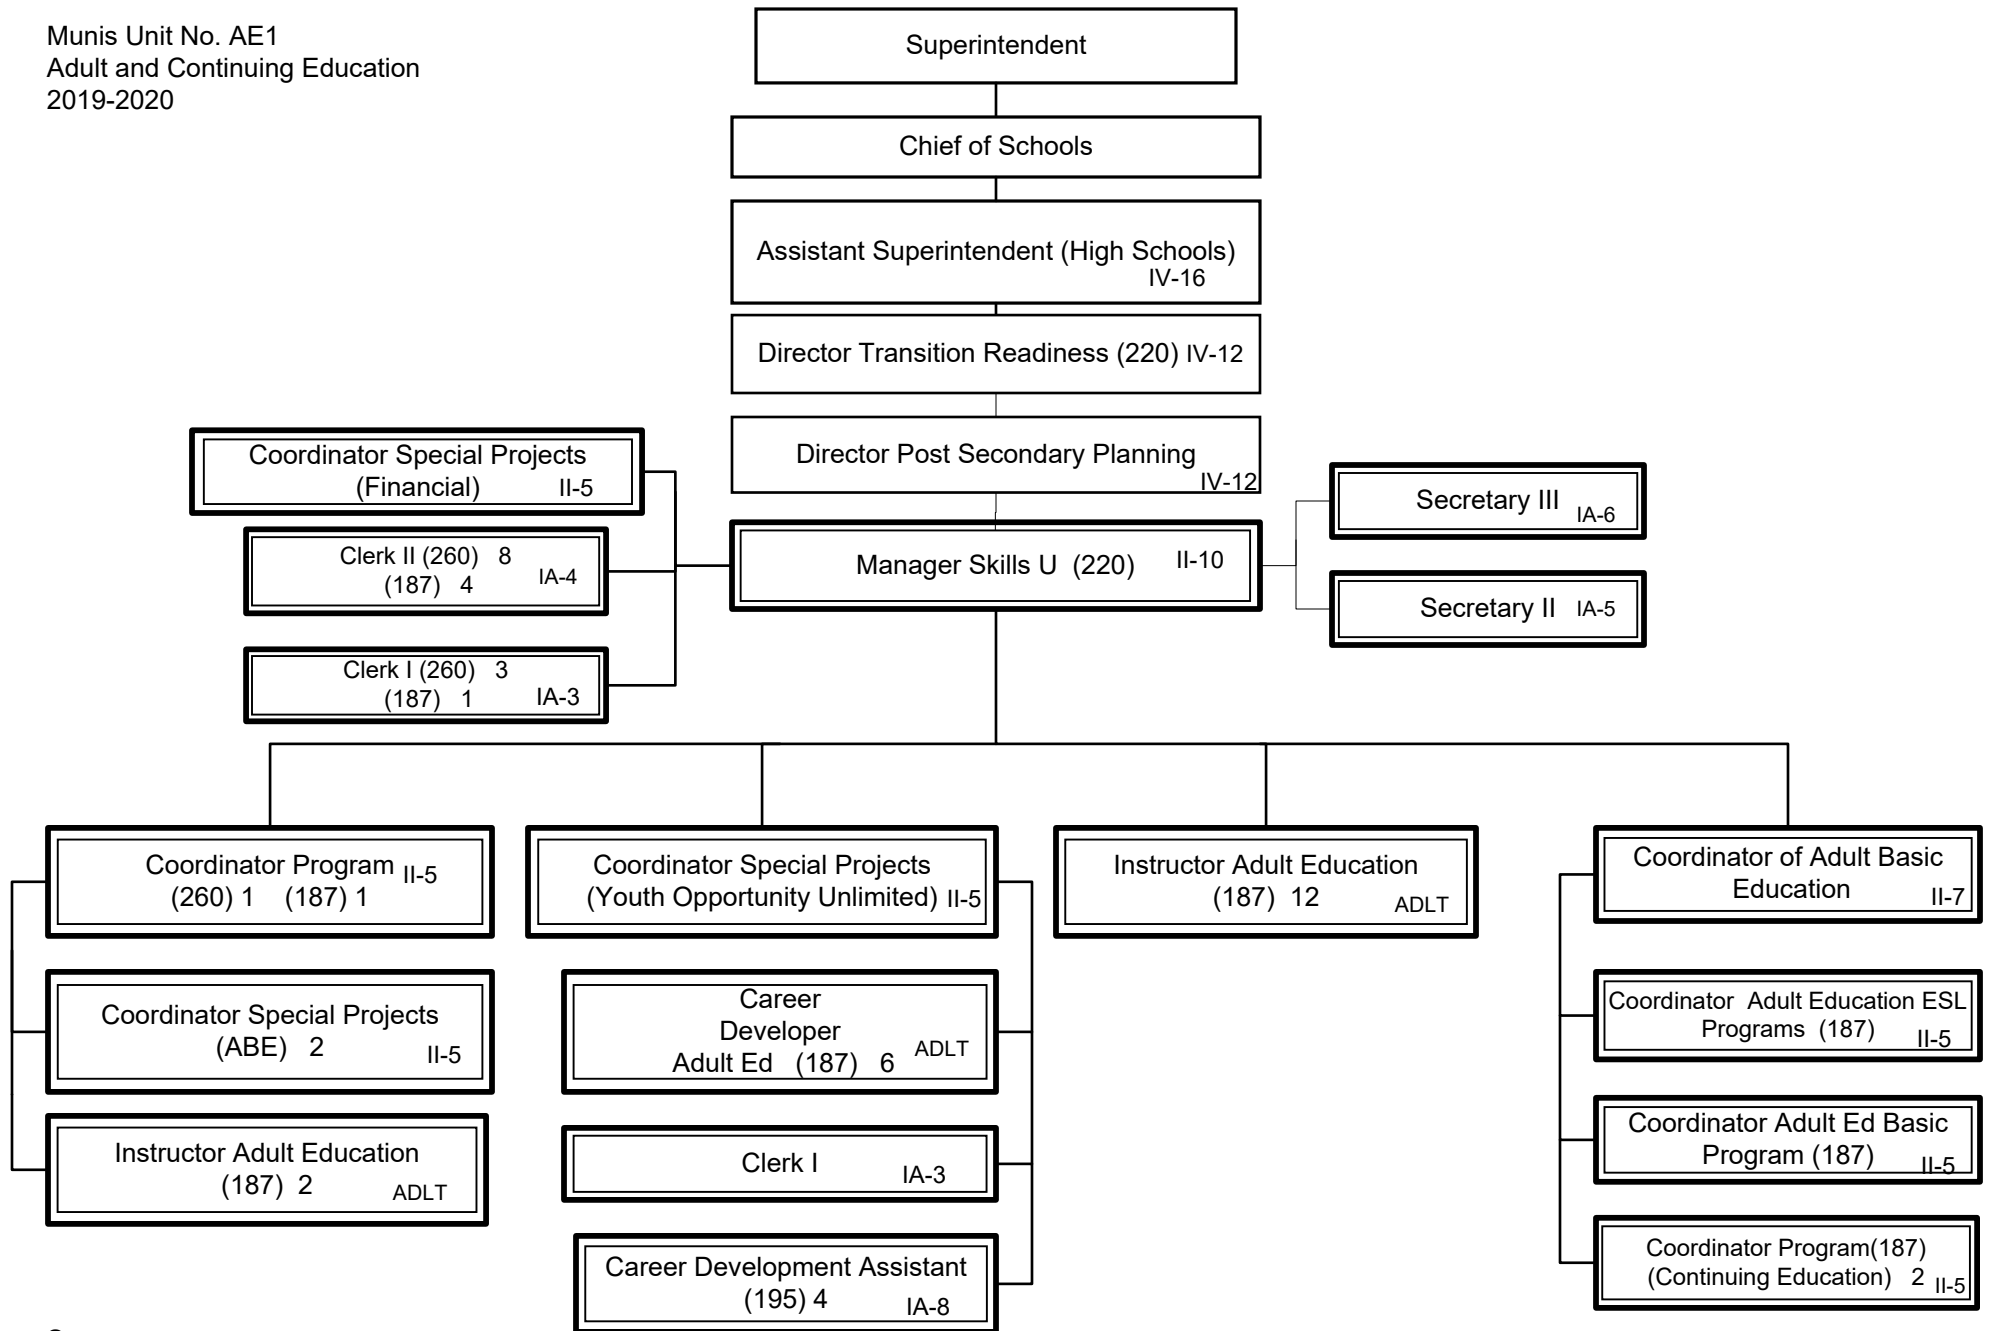 Munis Unit No. AE1
Adult and Continuing Education
2019-2020
Superintendent
Chief of Schools
Assistant Superintendent (High Schools)
IV-16
Director Transition Readiness (220) IV-12
Director Post Secondary Planning
IV-12
Coordinator Special Projects
(Financial) II-5
Clerk II (260) 8
(187) 4 IA-4
Clerk I (260) 3
(187) 1 IA-3
Manager Skills U (220) II-10
Secretary III IA-6
Secretary II IA-5
Coordinator Program II-5
(260) 1 (187) 1
Coordinator Special Projects
(ABE) 2 II-5
Instructor Adult Education
(187) 2 ADLT
Coordinator Special Projects
(Youth Opportunity Unlimited) II-5
Career
Developer
Adult Ed (187) 6 ADLT
Clerk I IA-3
Career Development Assistant
(195) 4 IA-8
Instructor Adult Education
(187) 12 ADLT
Coordinator of Adult Basic
Education II-7
Coordinator Adult Education ESL
Programs (187) II-5
Coordinator Adult Ed Basic
Program (187) II-5
Coordinator Program(187)
(Continuing Education) 2 II-5